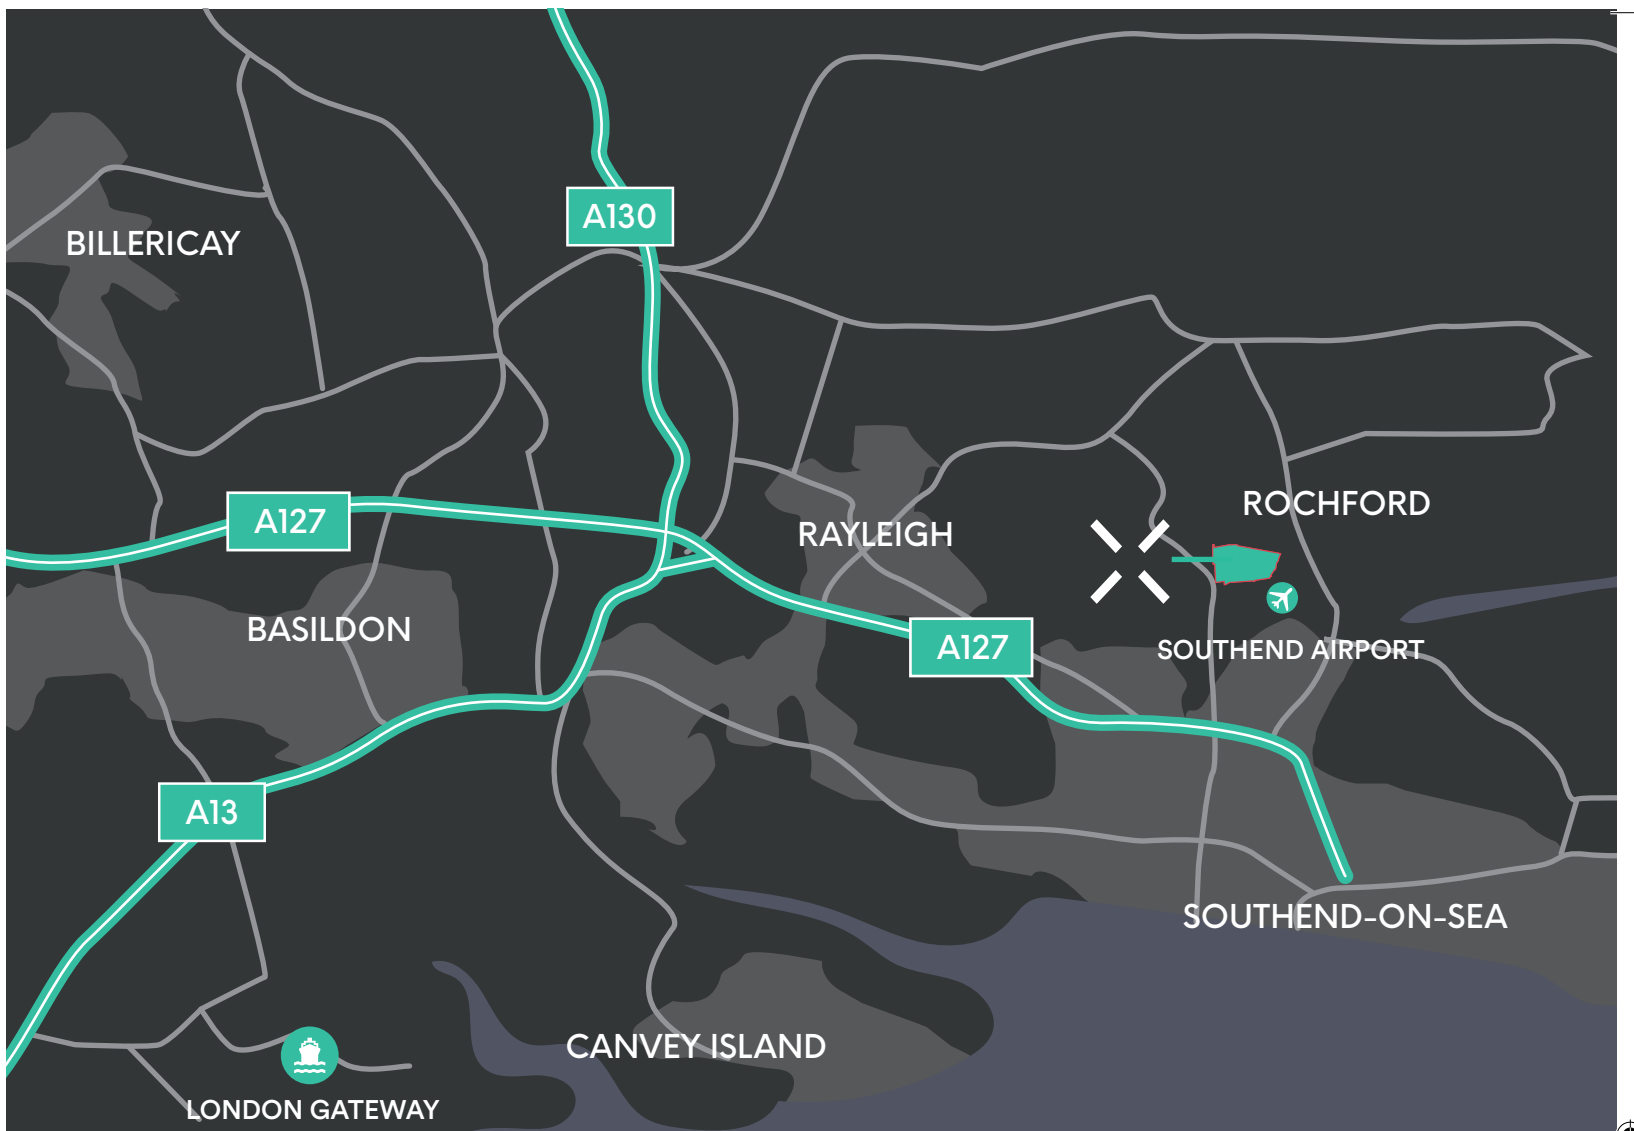 A130
BILLERICAY
ROCHFORD
A127
RAYLEIGH
BASILDON
A127
SOUTHEND AIRPORT
A13
SOUTHEND-ON-SEA
CANVEY ISLAND
LONDON GATEWAY